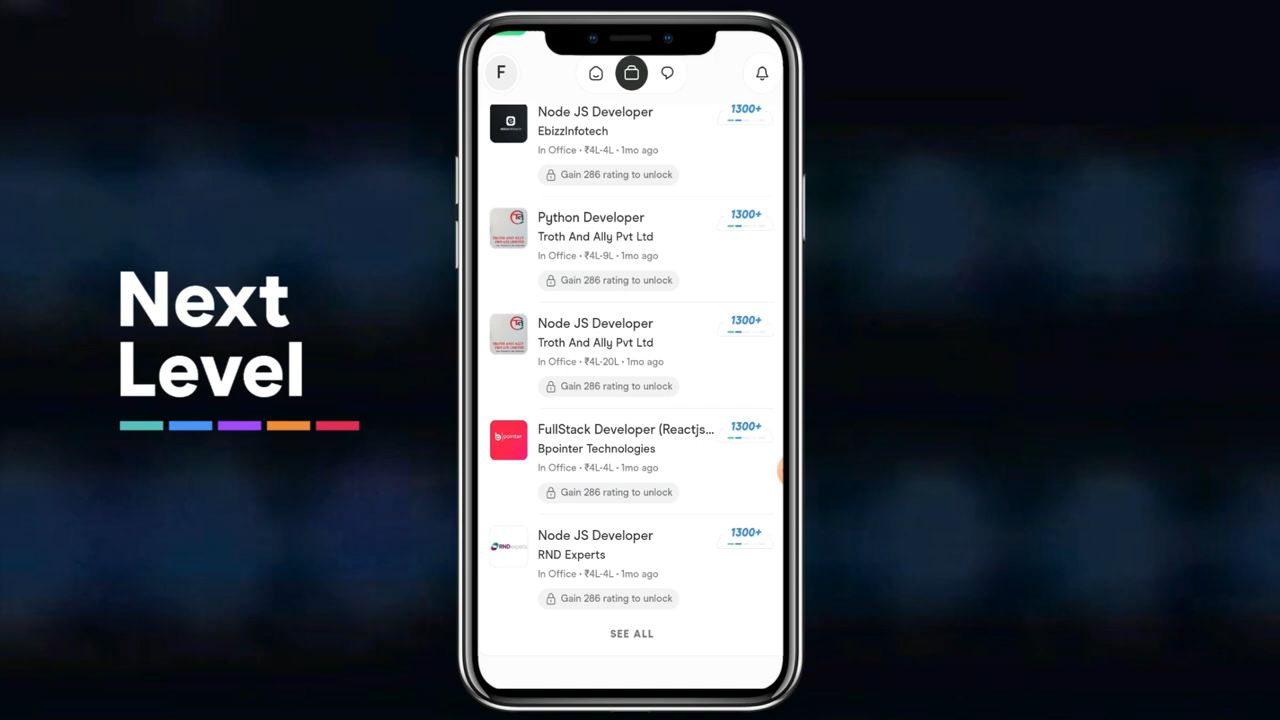 Next
Level
F
Node JS Developer
1300+
EbizzInfotech
In Office • ₹4L-4L • 1mo ago
Gain 286 rating to unlock
Python Developer
1300+
Troth And Ally Pvt Ltd
In Office • ₹4L-9L • 1mo ago
Gain 286 rating to unlock
Node JS Developer
1300+
Troth And Ally Pvt Ltd
In Office • ₹4L-20L • 1mo ago
Gain 286 rating to unlock
bpointer
FullStack Developer (Reactjs...
1300+
Bpointer Technologies
In Office • ₹4L-4L • 1mo ago
Gain 286 rating to unlock
RNDexperts
Node JS Developer
1300+
RND Experts
In Office • ₹4L-4L • 1mo ago
Gain 286 rating to unlock
SEE ALL